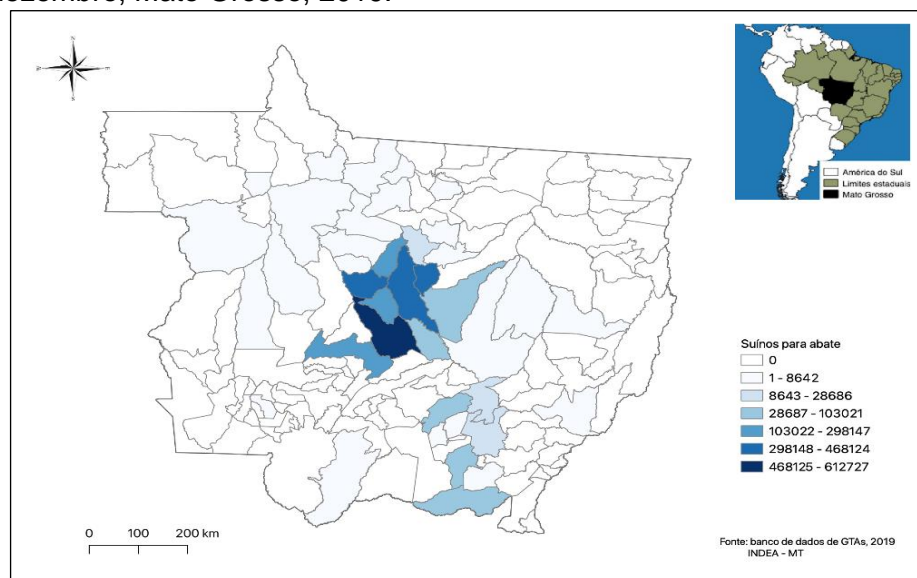 dezembro, Mato Grosso, 2019.
América do Sul
Limites estaduais
Mato Grosso
Suínos para abate
0
1 - 8642
8643 - 28686
28687 - 103021
103022 - 298147
298148 - 468124
468125 - 612727
0 100 200 km
Fonte: banco de dados de GTAs, 2019
INDEA - MT